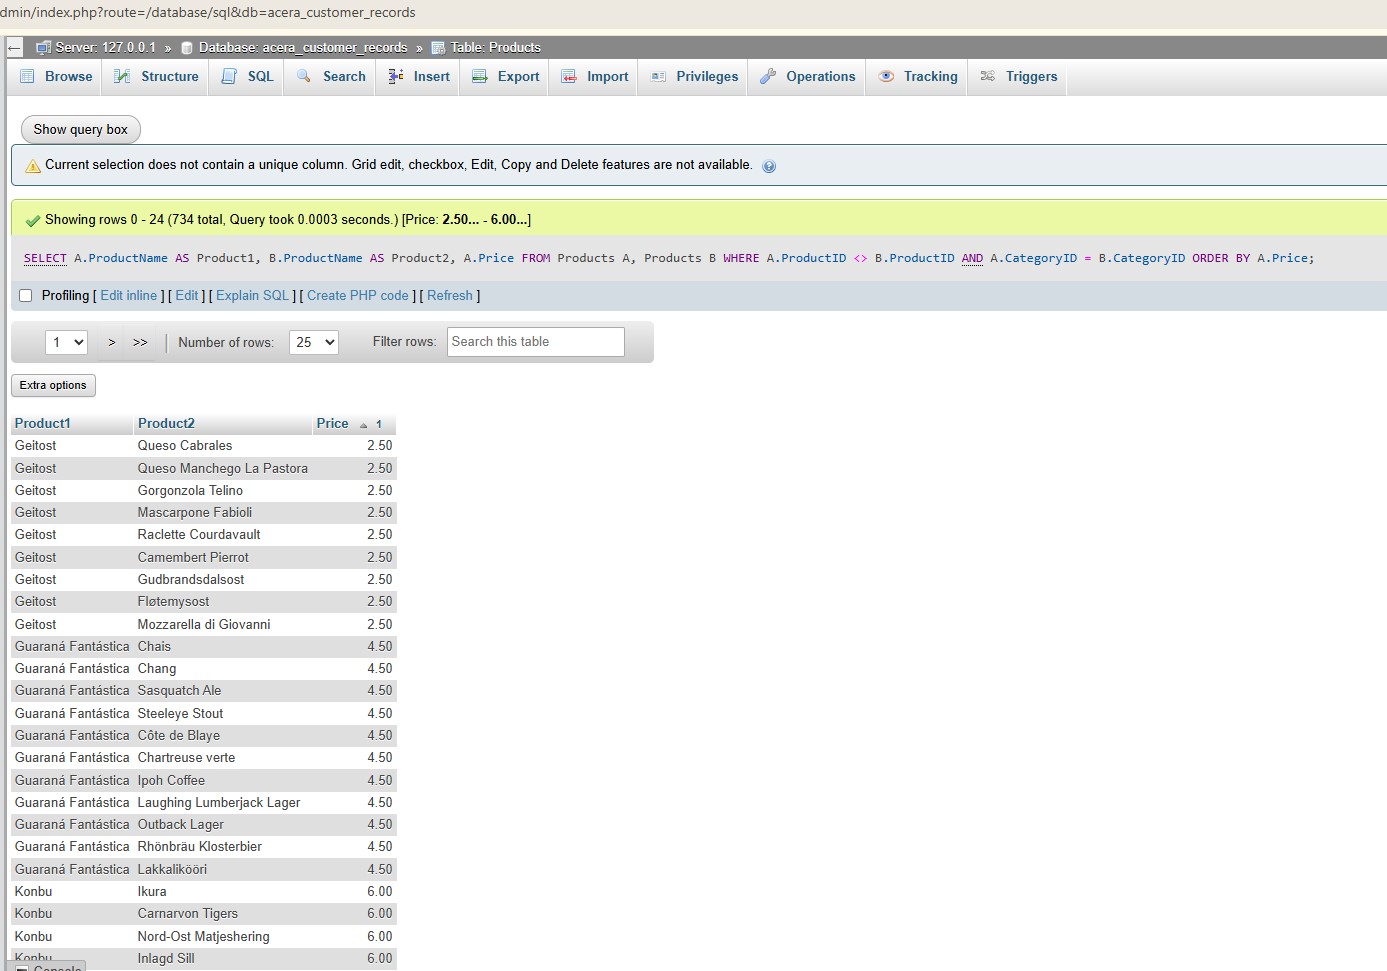 dmin/index.php?route=/database/sql&db=acera_customer_records
Server: 127.0.0.1 » Database: acera_customer_records » Table: Products
Browse Structure SQL Search Insert Export Import Privileges Operations Tracking Triggers
Show query box
Current selection does not contain a unique column. Grid edit, checkbox, Edit, Copy and Delete features are not available.
Showing rows 0 - 24 (734 total, Query took 0.0003 seconds.) [Price: 2.50... - 6.00...]
SELECT A.ProductName AS Product1, B.ProductName AS Product2, A.Price FROM Products A, Products B WHERE A.ProductID <> B.ProductID AND A.CategoryID = B.CategoryID ORDER BY A.Price;
Profiling [ Edit inline ] [ Edit ] [ Explain SQL ] [ Create PHP code ] [ Refresh ]
1 > >> | Number of rows: 25 Filter rows: Search this table
Extra options
Product1 Product2 Price 1
Geitost Queso Cabrales 2.50
Geitost Queso Manchego La Pastora 2.50
Geitost Gorgonzola Telino 2.50
Geitost Mascarpone Fabioli 2.50
Geitost Raclette Courdavault 2.50
Geitost Camembert Pierrot 2.50
Geitost Gudbrandsdalsost 2.50
Geitost Fløtemysost 2.50
Geitost Mozzarella di Giovanni 2.50
Guaraná Fantástica Chais 4.50
Guaraná Fantástica Chang 4.50
Guaraná Fantástica Sasquatch Ale 4.50
Guaraná Fantástica Steeleye Stout 4.50
Guaraná Fantástica Côte de Blaye 4.50
Guaraná Fantástica Chartreuse verte 4.50
Guaraná Fantástica Ipoh Coffee 4.50
Guaraná Fantástica Laughing Lumberjack Lager 4.50
Guaraná Fantástica Outback Lager 4.50
Guaraná Fantástica Rhönbräu Klosterbier 4.50
Guaraná Fantástica Lakkalikööri 4.50
Konbu Ikura 6.00
Konbu Carnarvon Tigers 6.00
Konbu Nord-Ost Matjeshering 6.00
Konbu Inlagd Sill 6.00
Console